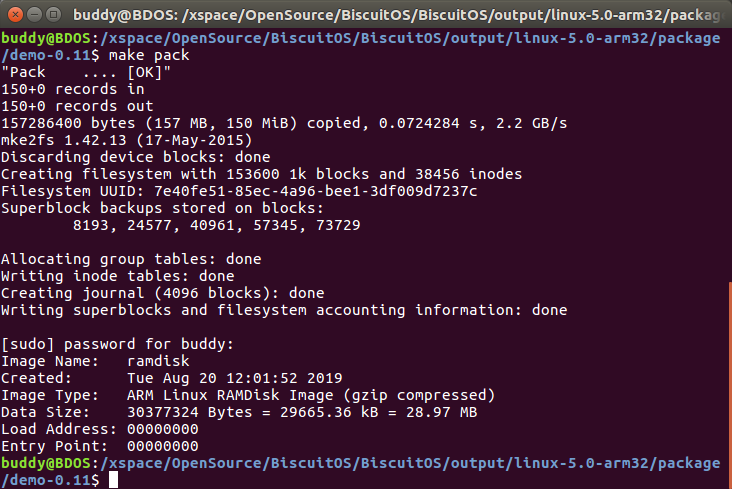 buddy@BDOS: /xspace/OpenSource/BiscuitOS/BiscuitOS/output/linux-5.0-arm32/package
buddy@BDOS:/xspace/OpenSource/BiscuitOS/BiscuitOS/output/linux-5.0-arm32/package
/demo-0.11$ make pack
"Pack    .... [OK]"
150+0 records in
150+0 records out
157286400 bytes (157 MB, 150 MiB) copied, 0.0724284 s, 2.2 GB/s
mke2fs 1.42.13 (17-May-2015)
Discarding device blocks: done
Creating filesystem with 153600 1k blocks and 38456 inodes
Filesystem UUID: 7e40fe51-85ec-4a96-bee1-3df009d7237c
Superblock backups stored on blocks:
        8193, 24577, 40961, 57345, 73729
Allocating group tables: done
Writing inode tables: done
Creating journal (4096 blocks): done
Writing superblocks and filesystem accounting information: done
[sudo] password for buddy:
Image Name:   ramdisk
Created:      Tue Aug 20 12:01:52 2019
Image Type:   ARM Linux RAMDisk Image (gzip compressed)
Data Size:    30377324 Bytes = 29665.36 kB = 28.97 MB
Load Address: 00000000
Entry Point:  00000000
buddy@BDOS:/xspace/OpenSource/BiscuitOS/BiscuitOS/output/linux-5.0-arm32/package
/demo-0.11$